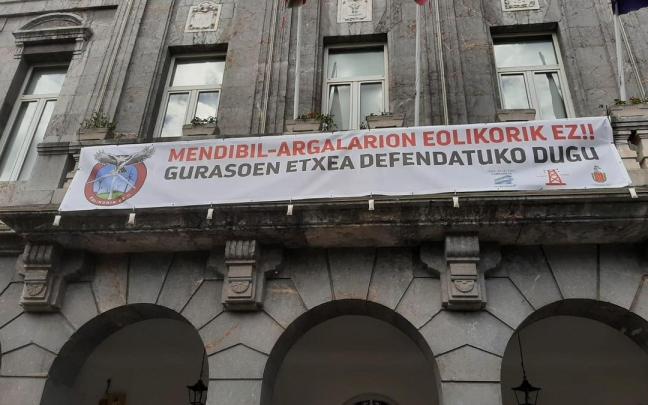 MENDIBIL-ARGALARION EOLIKORIK EZ!!
GURASOEN ETXEA DEFENDATUKO DUGU